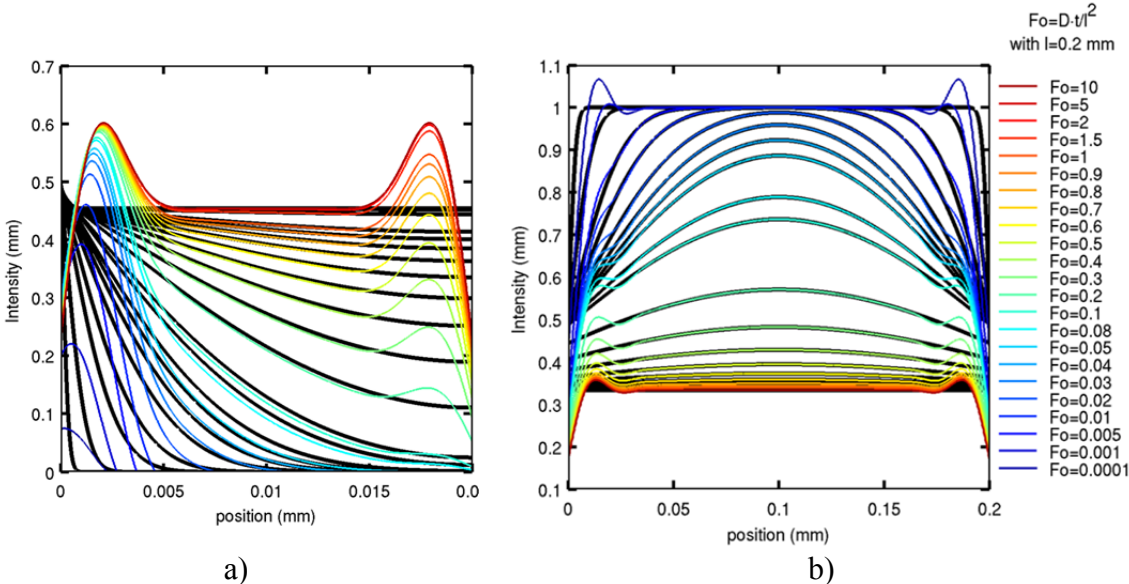 Fo=D·t/l²
with l=0.2 mm
0.7
0.6
0.5
0.4
0.3
0.2
0.1
0
Intensity (mm)
0
0.005
0.01
0.015
0.0
position (mm)
a)
1.1
1
0.9
0.8
0.7
0.6
0.5
0.4
0.3
0.2
0.1
Intensity (mm)
0
0.05
0.1
0.15
0.2
position (mm)
b)
Fo=10
Fo=5
Fo=2
Fo=1.5
Fo=1
Fo=0.9
Fo=0.8
Fo=0.7
Fo=0.6
Fo=0.5
Fo=0.4
Fo=0.3
Fo=0.2
Fo=0.1
Fo=0.08
Fo=0.05
Fo=0.04
Fo=0.03
Fo=0.02
Fo=0.01
Fo=0.005
Fo=0.001
Fo=0.0001